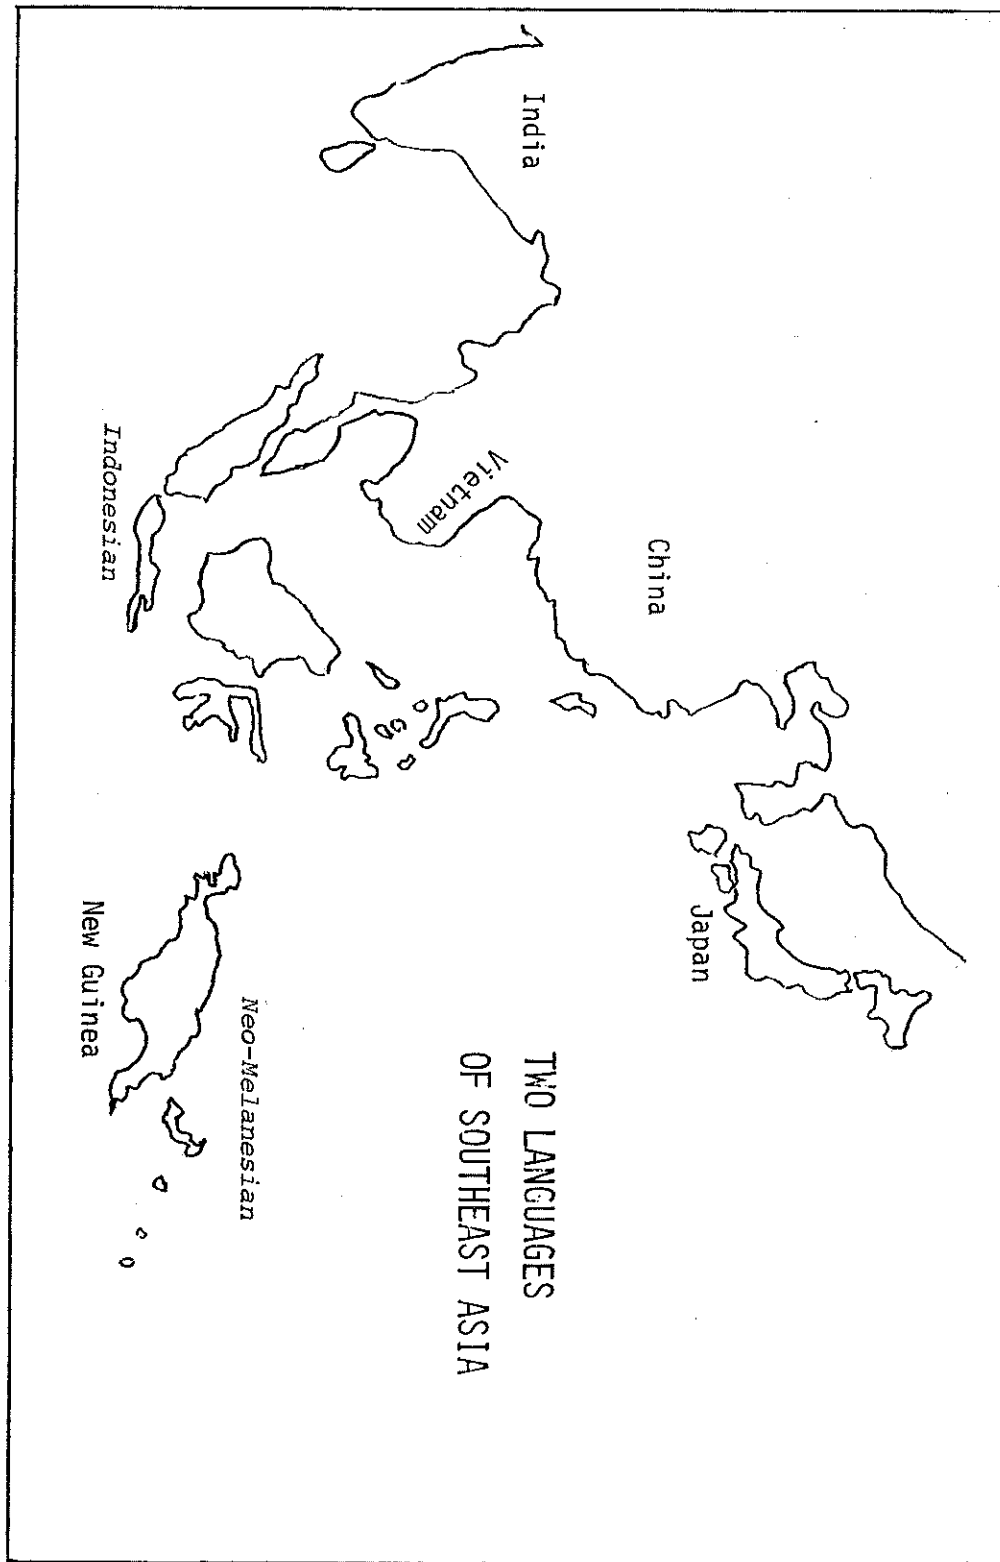 India
China
Japan
Vietnam
Indonesian
New Guinea
Neo-Melanesian
TWO LANGUAGES
OF SOUTHEAST ASIA